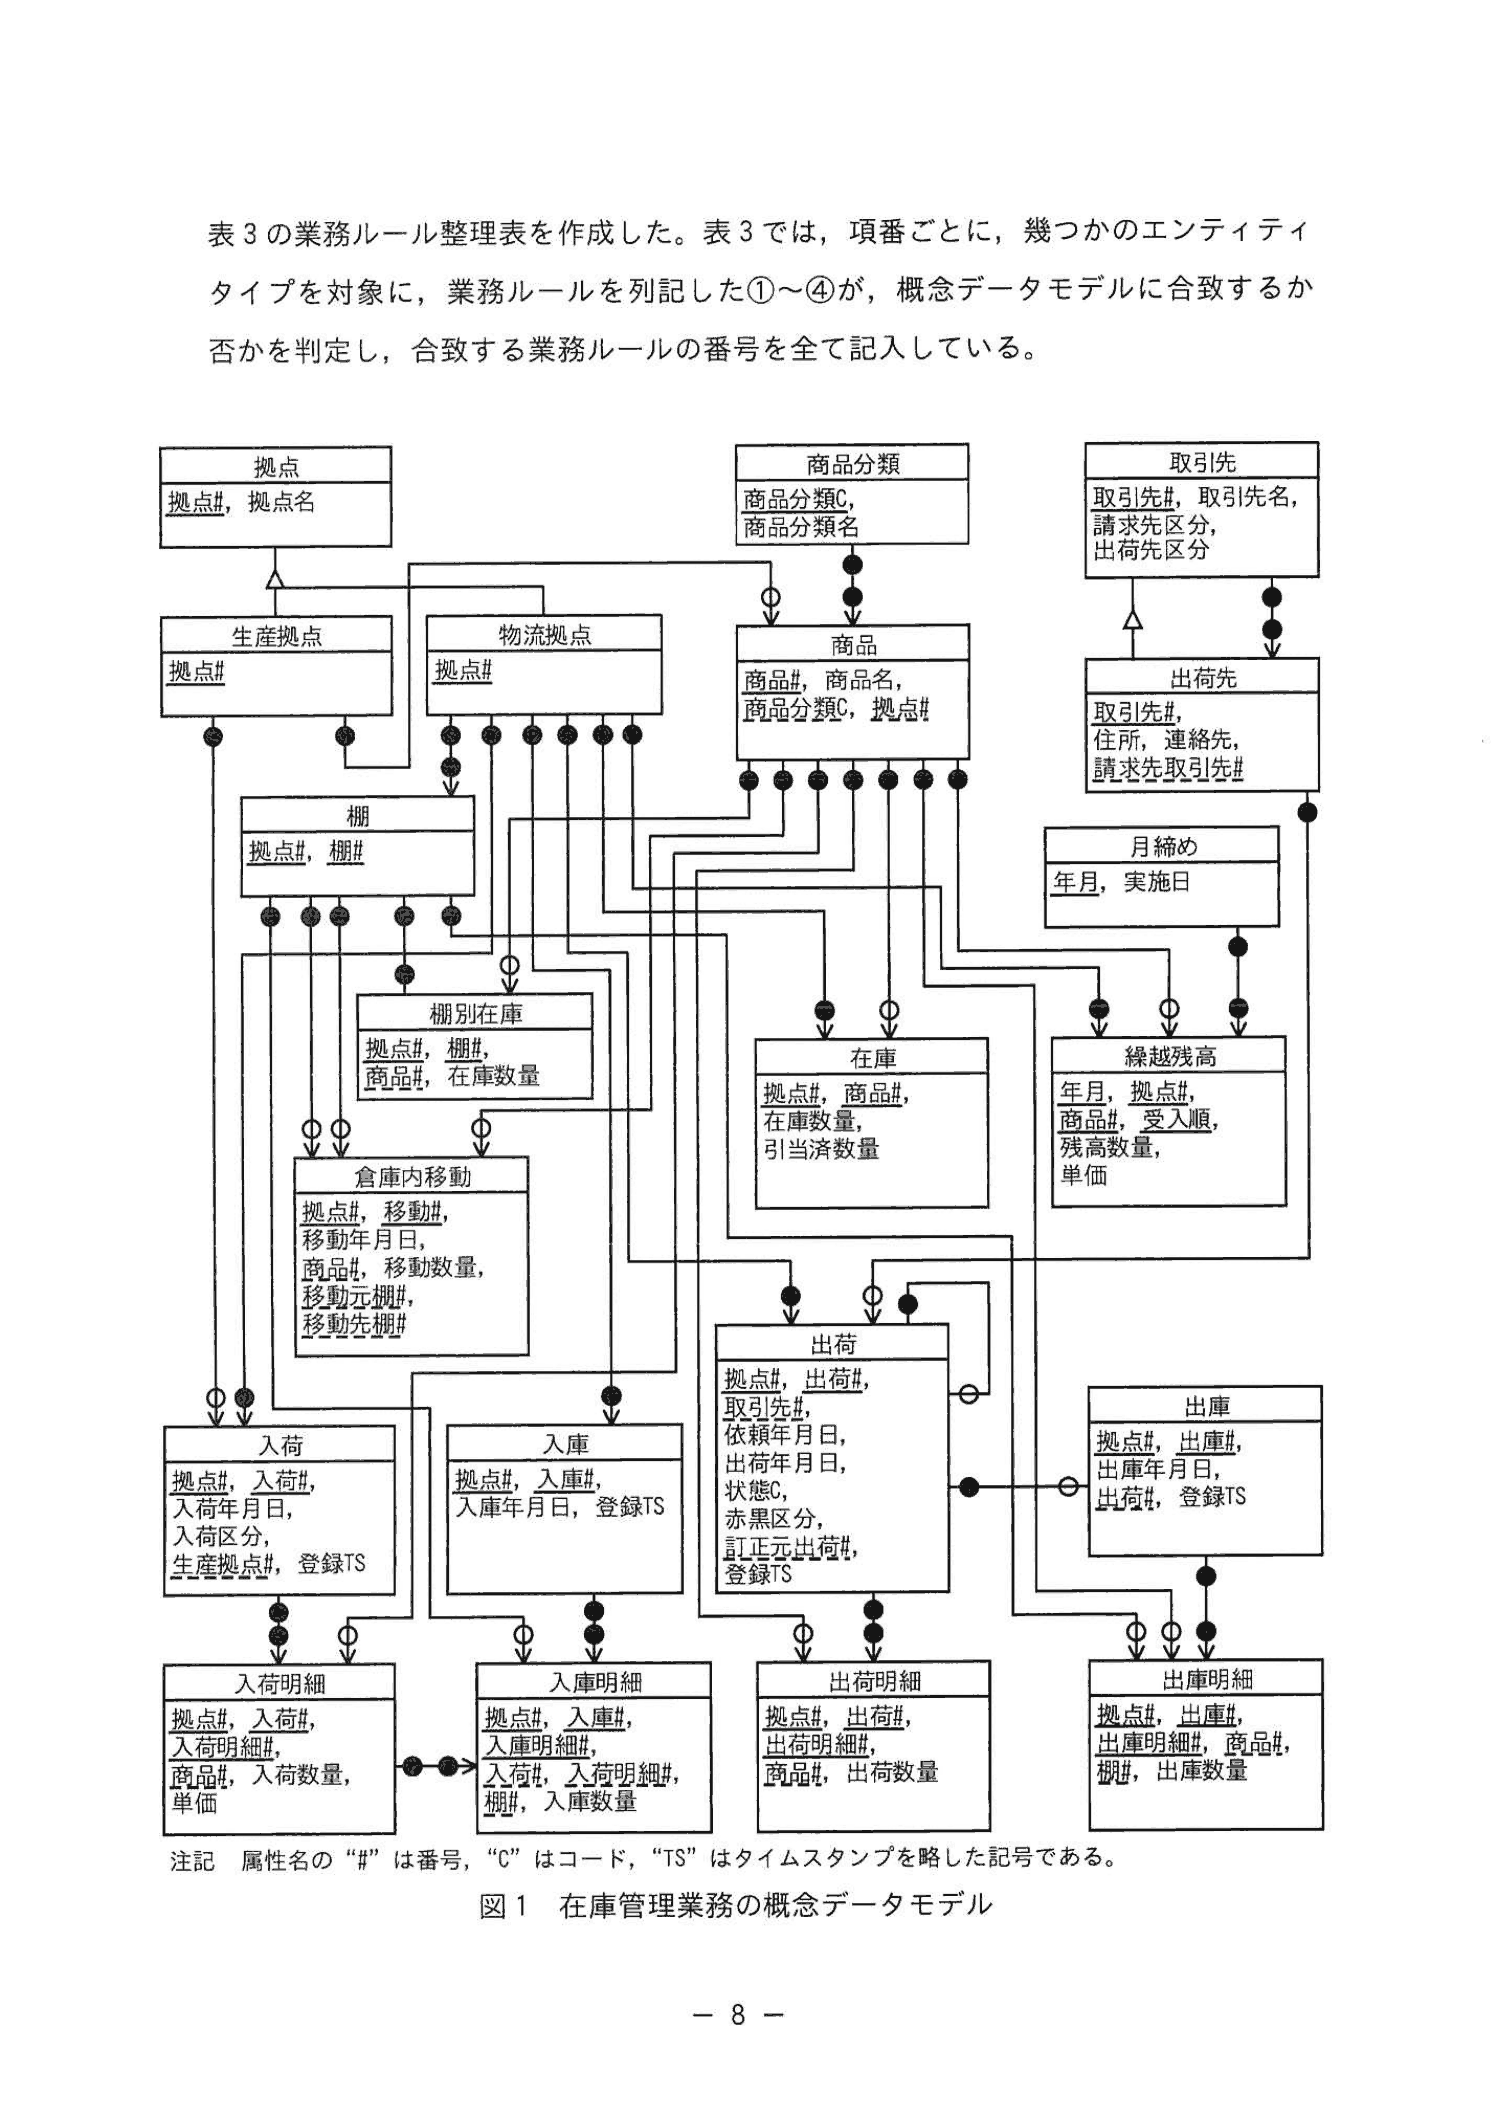 表3の業務ルール整理表を作成した。表3では，項番ごとに，幾つかのエンティティ
タイプを対象に，業務ルールを列記した①～④が，概念データモデルに合致するか
否かを判定し，合致する業務ルールの番号を全て記入している。
拠点
拠点#，拠点名
商品分類
商品分類C，
商品分類名
取引先
取引先#，取引先名，
請求先区分，
出荷先区分
生産拠点
拠点#
物流拠点
拠点#
商品
商品#，商品名，
商品分類C，拠点#
出荷先
取引先#，
住所，連絡先，
請求先取引先#
棚
拠点#，棚#
月締め
年月，実施日
棚別在庫
拠点#，棚#，
商品#，在庫数量
在庫
拠点#，商品#，
在庫数量，
引当済数量
繰越残高
年月，拠点#，
商品#，受入順，
残高数量，
単価
倉庫内移動
拠点#，移動#，
移動年月日，
商品#，移動数量，
移動元棚#，
移動先棚#
出荷
拠点#，出荷#，
取引先#，
依頼年月日，
出荷年月日，
状態C，
赤黒区分，
訂正元出荷#，
登録TS
出庫
拠点#，出庫#，
出庫年月日，
出荷#，登録TS
入荷
拠点#，入荷#，
入荷年月日，
入荷区分，
生産拠点#，登録TS
入庫
拠点#，入庫#，
入庫年月日，登録TS
入荷明細
拠点#，入荷#，
入荷明細#，
商品#，入荷数量，
単価
入庫明細
拠点#，入庫#，
入庫明細#，
入荷#，入荷明細#，
棚#，入庫数量
出荷明細
拠点#，出荷#，
出荷明細#，
商品#，出荷数量
出庫明細
拠点#，出庫#，
出庫明細#，商品#，
棚#，出庫数量
注記 属性名の“#”は番号，“C”はコード，“TS”はタイムスタンプを略した記号である。
図1 在庫管理業務の概念データモデル
－ 8 －